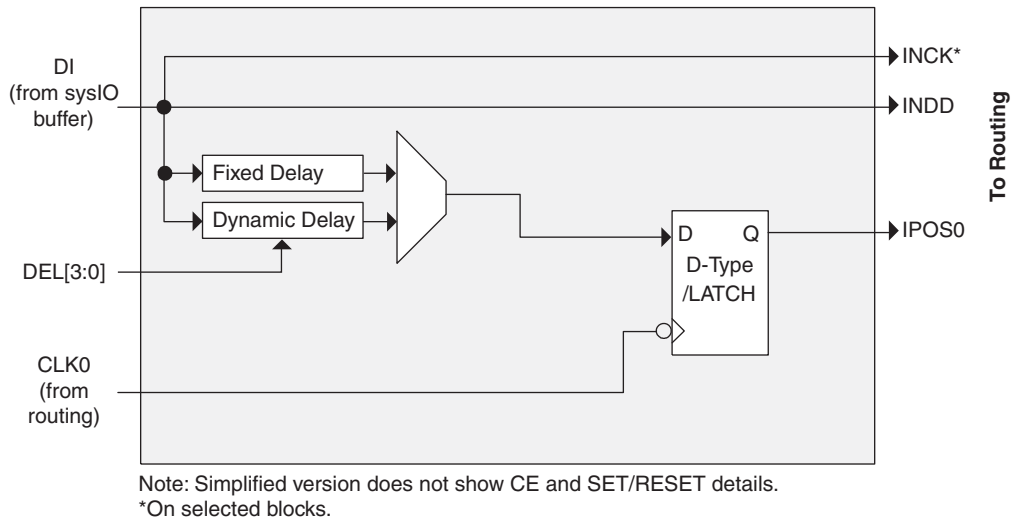 DI
(from sysIO
buffer)
INCK*
INDD
To Routing
Fixed Delay
Dynamic Delay
DEL[3:0]
D Q
D-Type
/LATCH
IPOS0
CLK0
(from
routing)
Note: Simplified version does not show CE and SET/RESET details.
*On selected blocks.